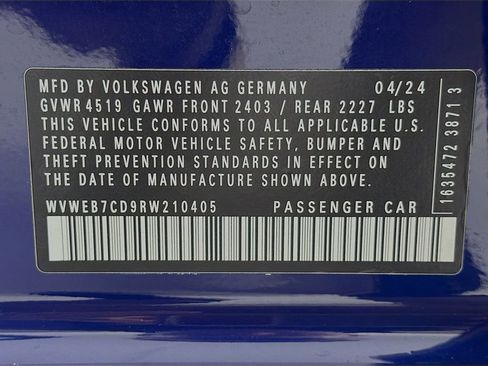 MFD BY VOLKSWAGEN AG GERMANY 04/24
GVWR 4519 GAWR FRONT 2403 / REAR 2227 LBS
THIS VEHICLE CONFORMS TO ALL APPLICABLE U.S.
FEDERAL MOTOR VEHICLE SAFETY, BUMPER AND
THEFT PREVENTION STANDARDS IN EFFECT ON
THE DATE OF MANUFACTURE SHOWN ABOVE.
WVWEB7CD9RW210405 PASSENGER CAR
1635472 3871 3